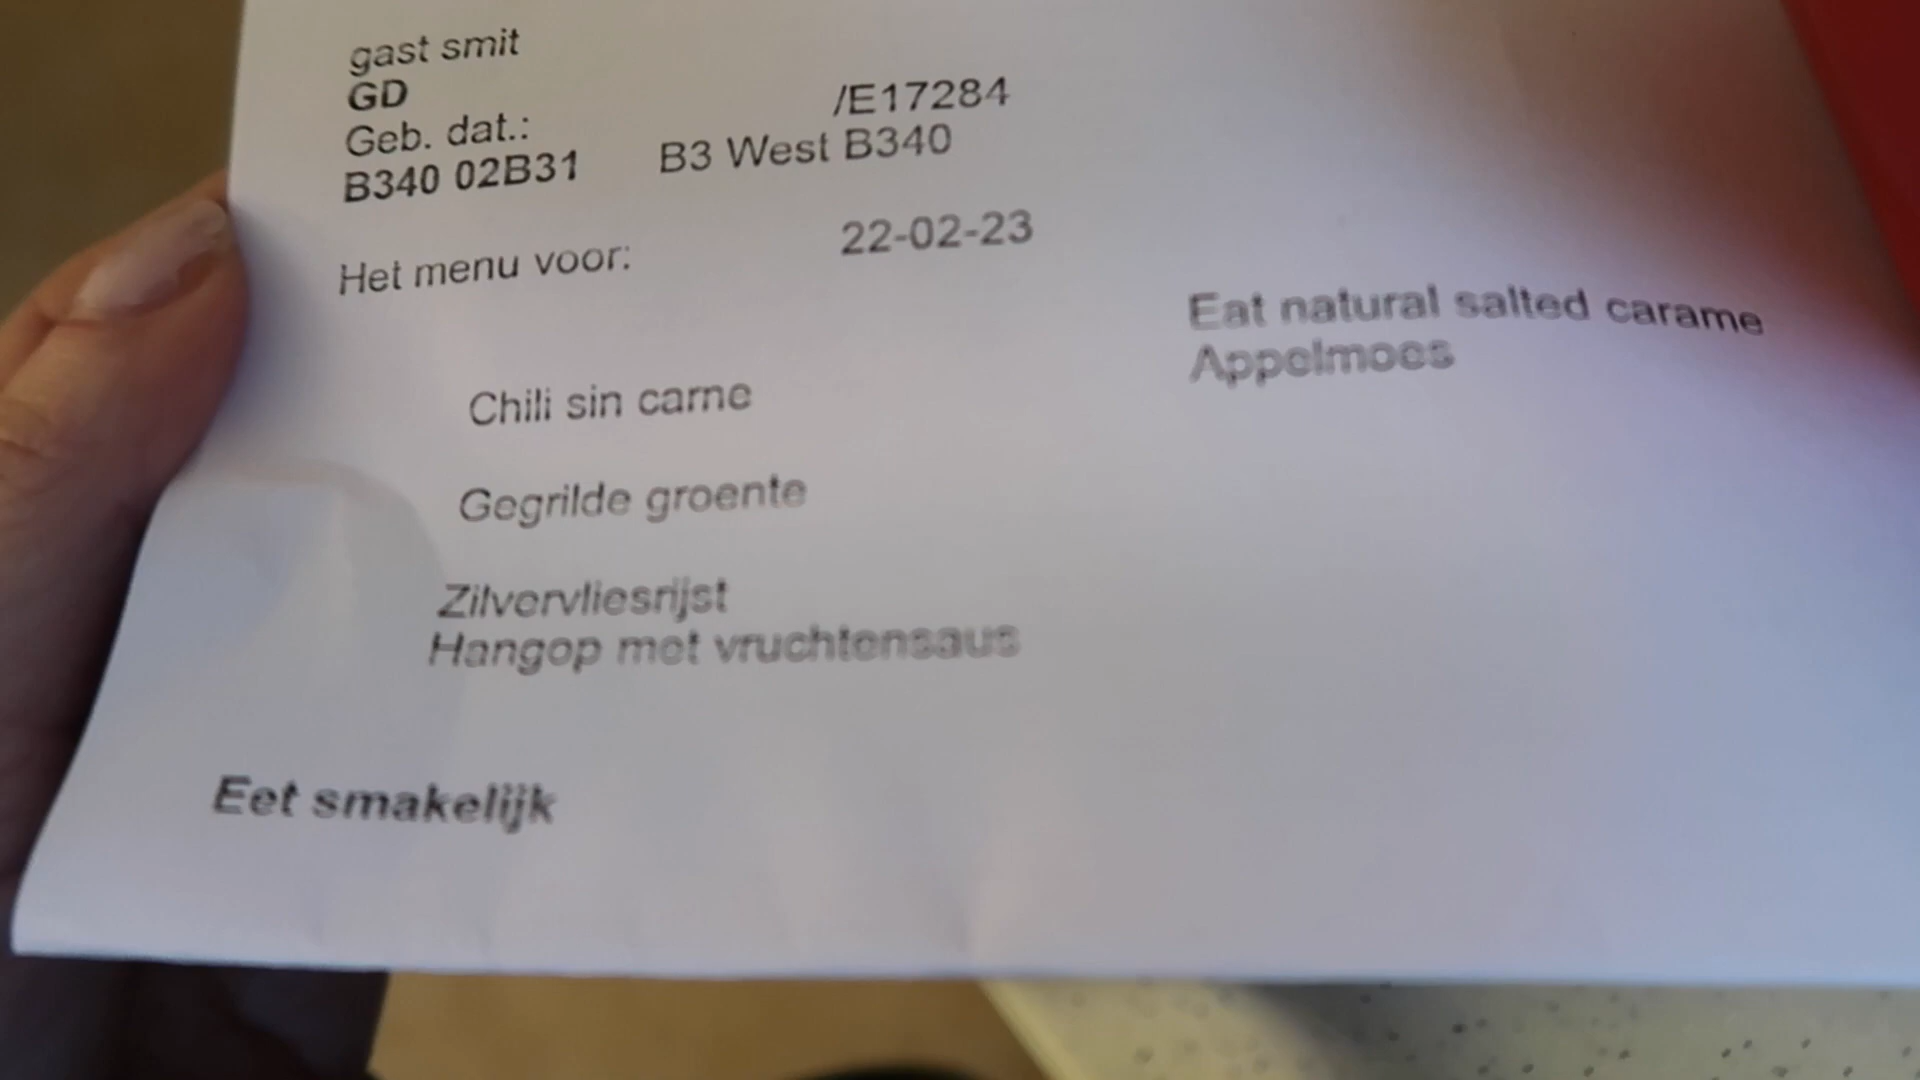 gast smit
GD /E17284
Geb. dat.:
B340 02B31 B3 West B340
Het menu voor: 22-02-23
Eat natural salted carame
Appelmoes
Chili sin carne
Gegrilde groente
Zilvervliesrijst
Hangop met vruchtensaus
Eet smakelijk